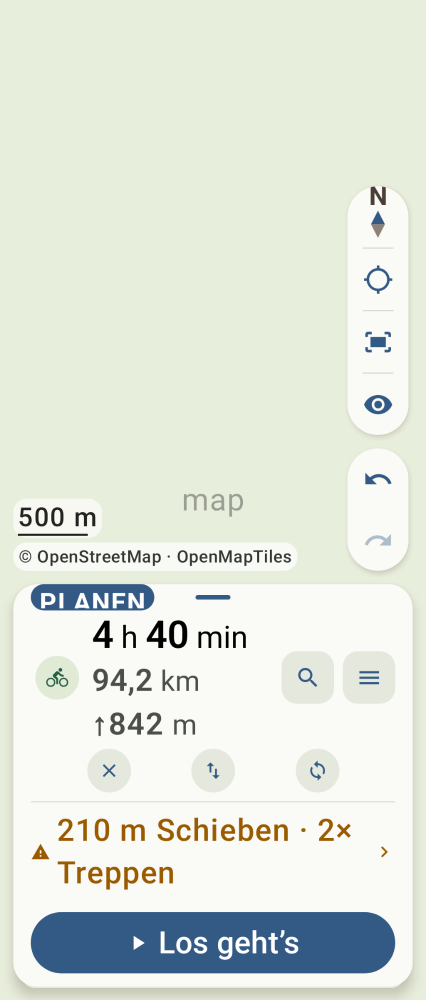 N
map
500 m
© OpenStreetMap · OpenMapTiles
PLANEN
4 h 40 min
94,2 km
↑842 m
210 m Schieben · 2×
Treppen
Los geht’s